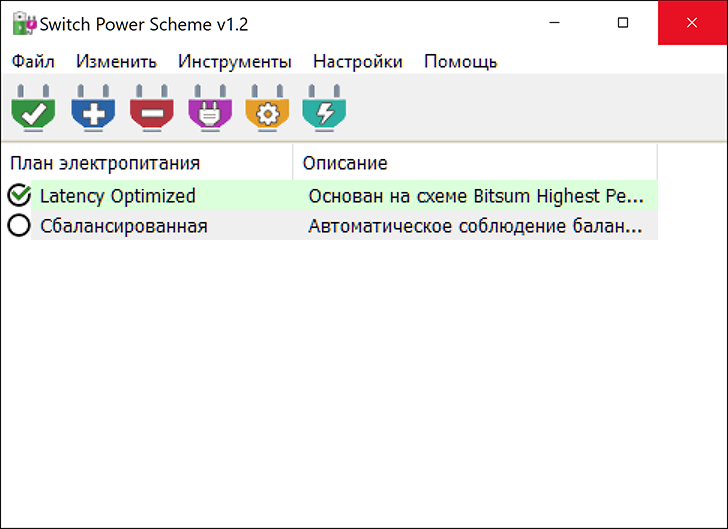 Switch Power Scheme v1.2
Файл Изменить Инструменты Настройки Помощь
План электропитания Описание
Latency Optimized Основан на схеме Bitsum Highest Pe...
Сбалансированная Автоматическое соблюдение балан...